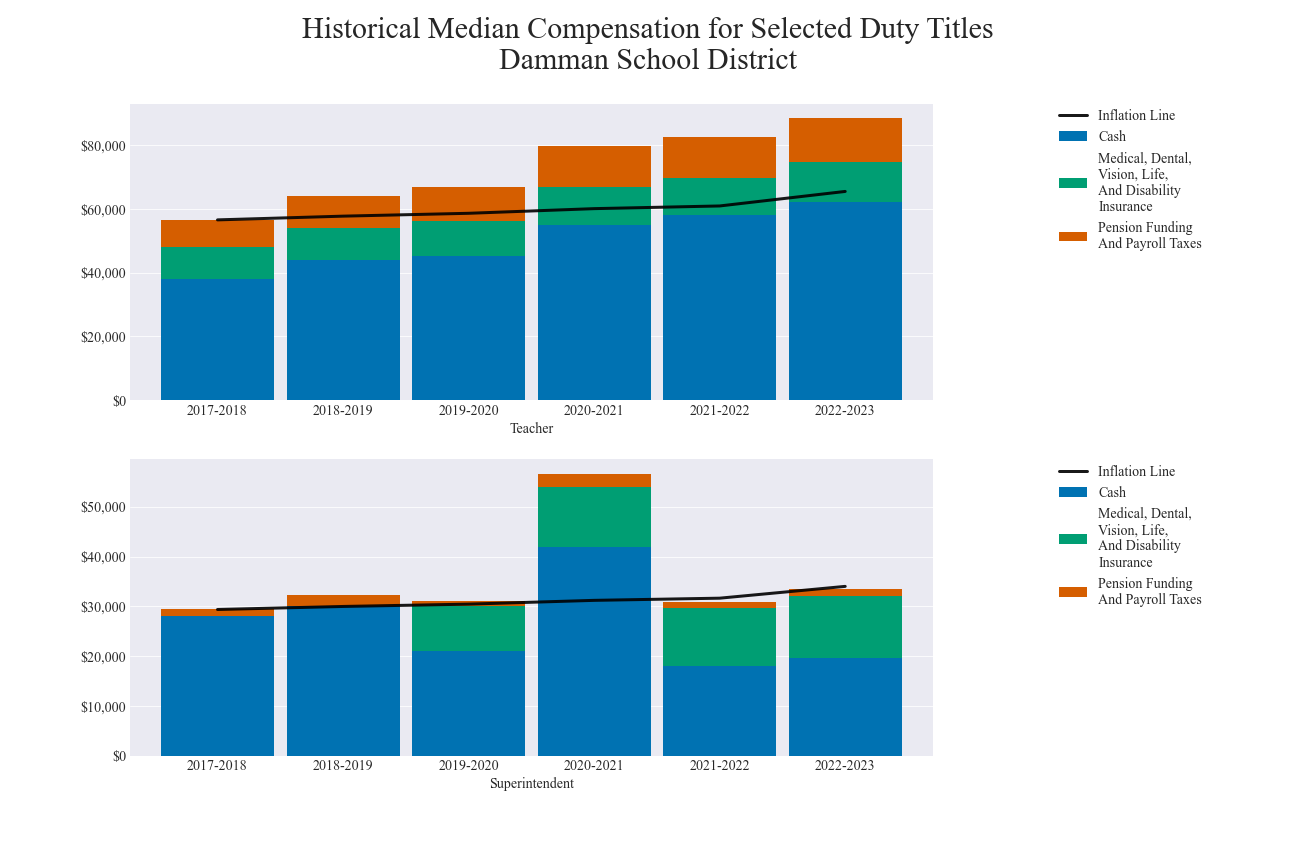 Historical Median Compensation for Selected Duty Titles
Damman School District
$80,000
$60,000
$40,000
$20,000
$0
2017-2018
2018-2019
2019-2020
2020-2021
2021-2022
2022-2023
Teacher
Inflation Line
Cash
Medical, Dental,
Vision, Life,
And Disability
Insurance
Pension Funding
And Payroll Taxes
$50,000
$40,000
$30,000
$20,000
$10,000
$0
2017-2018
2018-2019
2019-2020
2020-2021
2021-2022
2022-2023
Superintendent
Inflation Line
Cash
Medical, Dental,
Vision, Life,
And Disability
Insurance
Pension Funding
And Payroll Taxes